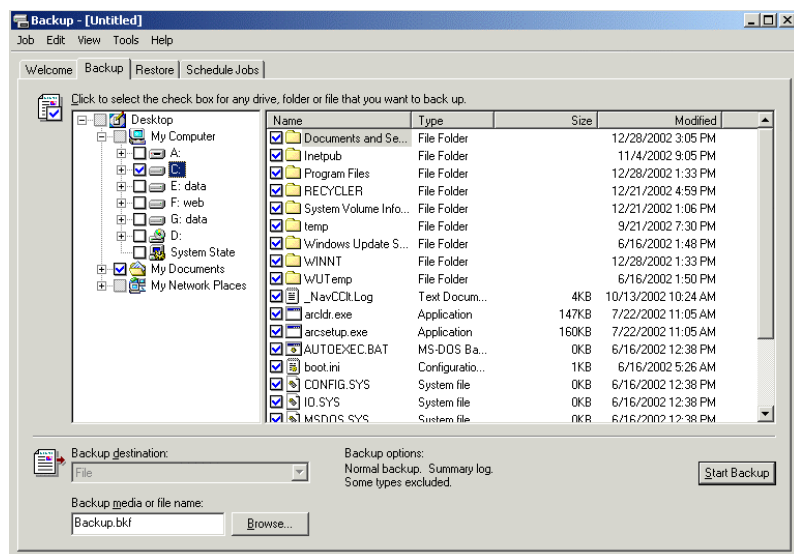 Backup - [Untitled]
Job Edit View Tools Help
Welcome Backup Restore Schedule Jobs
Click to select the check box for any drive, folder or file that you want to back up.
Desktop
My Computer
A:
C:
E: data
F: web
G: data
D:
System State
My Documents
My Network Places
Name Type Size Modified
Documents and Se... File Folder 12/28/2002 3:05 PM
Inetpub File Folder 11/4/2002 9:05 PM
Program Files File Folder 12/28/2002 1:33 PM
RECYCLER File Folder 12/21/2002 4:59 PM
System Volume Info... File Folder 12/21/2002 1:06 PM
temp File Folder 9/21/2002 7:30 PM
Windows Update S... File Folder 6/16/2002 1:48 PM
WINNT File Folder 12/28/2002 1:33 PM
WUTemp File Folder 6/16/2002 1:50 PM
_NavCClt.Log Text Docum... 4KB 10/13/2002 10:24 AM
arcldr.exe Application 147KB 7/22/2002 11:05 AM
arcsetup.exe Application 160KB 7/22/2002 11:05 AM
AUTOEXEC.BAT MS-DOS Ba... 0KB 6/16/2002 12:38 PM
boot.ini Configuratio... 1KB 6/16/2002 5:26 AM
CONFIG.SYS System file 0KB 6/16/2002 12:38 PM
IO.SYS System file 0KB 6/16/2002 12:38 PM
MSDOS.SYS System file 0KB 6/16/2002 12:38 PM
Backup destination:
File
Backup media or file name:
Backup.bkf Browse...
Backup options:
Normal backup. Summary log.
Some types excluded.
Start Backup